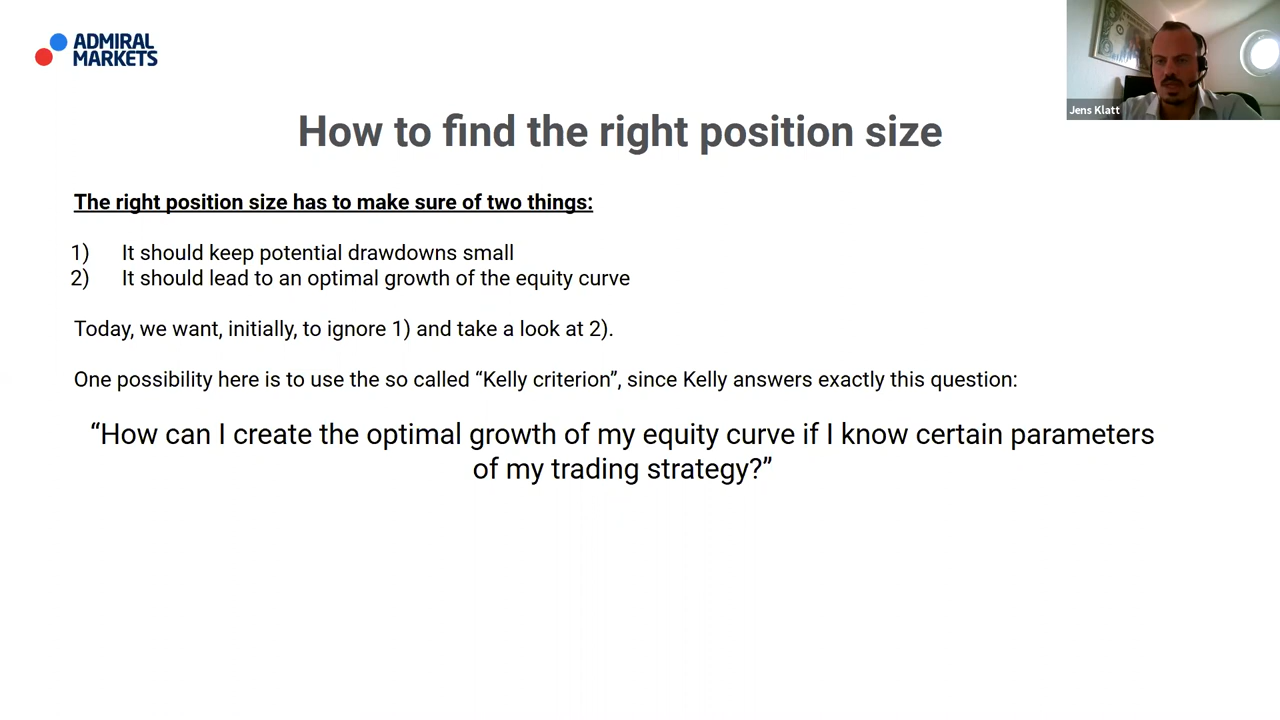 ADMIRAL
MARKETS
Jens Klatt
How to find the right position size
The right position size has to make sure of two things:
1) It should keep potential drawdowns small
2) It should lead to an optimal growth of the equity curve
Today, we want, initially, to ignore 1) and take a look at 2).
One possibility here is to use the so called “Kelly criterion”, since Kelly answers exactly this question:
“How can I create the optimal growth of my equity curve if I know certain parameters
of my trading strategy?”